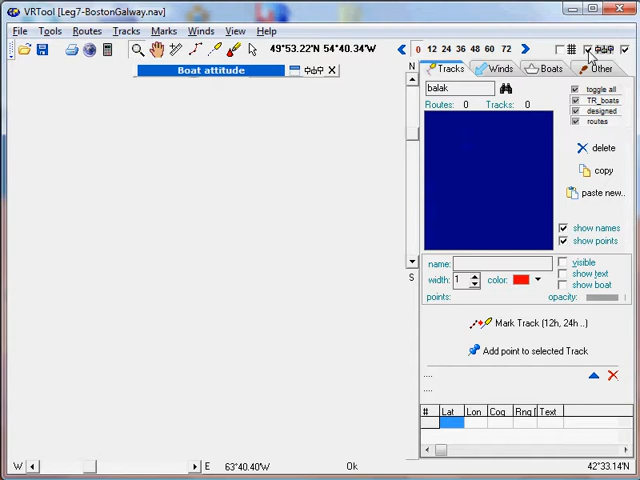 VRTool [Leg7-BostonGalway.nav]
File Tools Routes Tracks Marks Winds View Help
49°53.22'N 54°40.34'W 0 12 24 36 48 60 72
Boat attitude
N
Tracks Winds Boats Other
balak
toggle all
Routes: 0 Tracks: 0
TR_boats
designed
routes
delete
copy
paste new..
show names
show points
S
name:
visible
show text
width: 1 color:
show boat
points: opacity:
Mark Track (12h, 24h ..)
Add point to selected Track
....
....
# Lat Lon Cog Rng [ Text
W E 63°40.40'W Ok 42°33.14'N